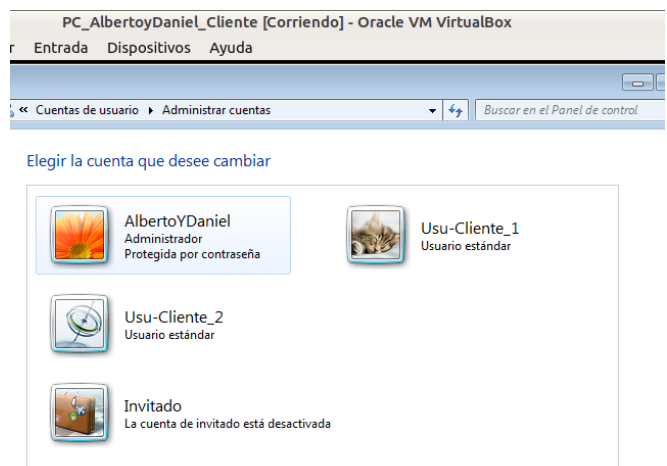 PC_AlbertoyDaniel_Cliente [Corriendo] - Oracle VM VirtualBox
r Entrada Dispositivos Ayuda
« Cuentas de usuario Administrar cuentas
Buscar en el Panel de control
Elegir la cuenta que desee cambiar
AlbertoYDaniel
Administrador
Protegida por contraseña
Usu-Cliente_1
Usuario estándar
Usu-Cliente_2
Usuario estándar
Invitado
La cuenta de invitado está desactivada